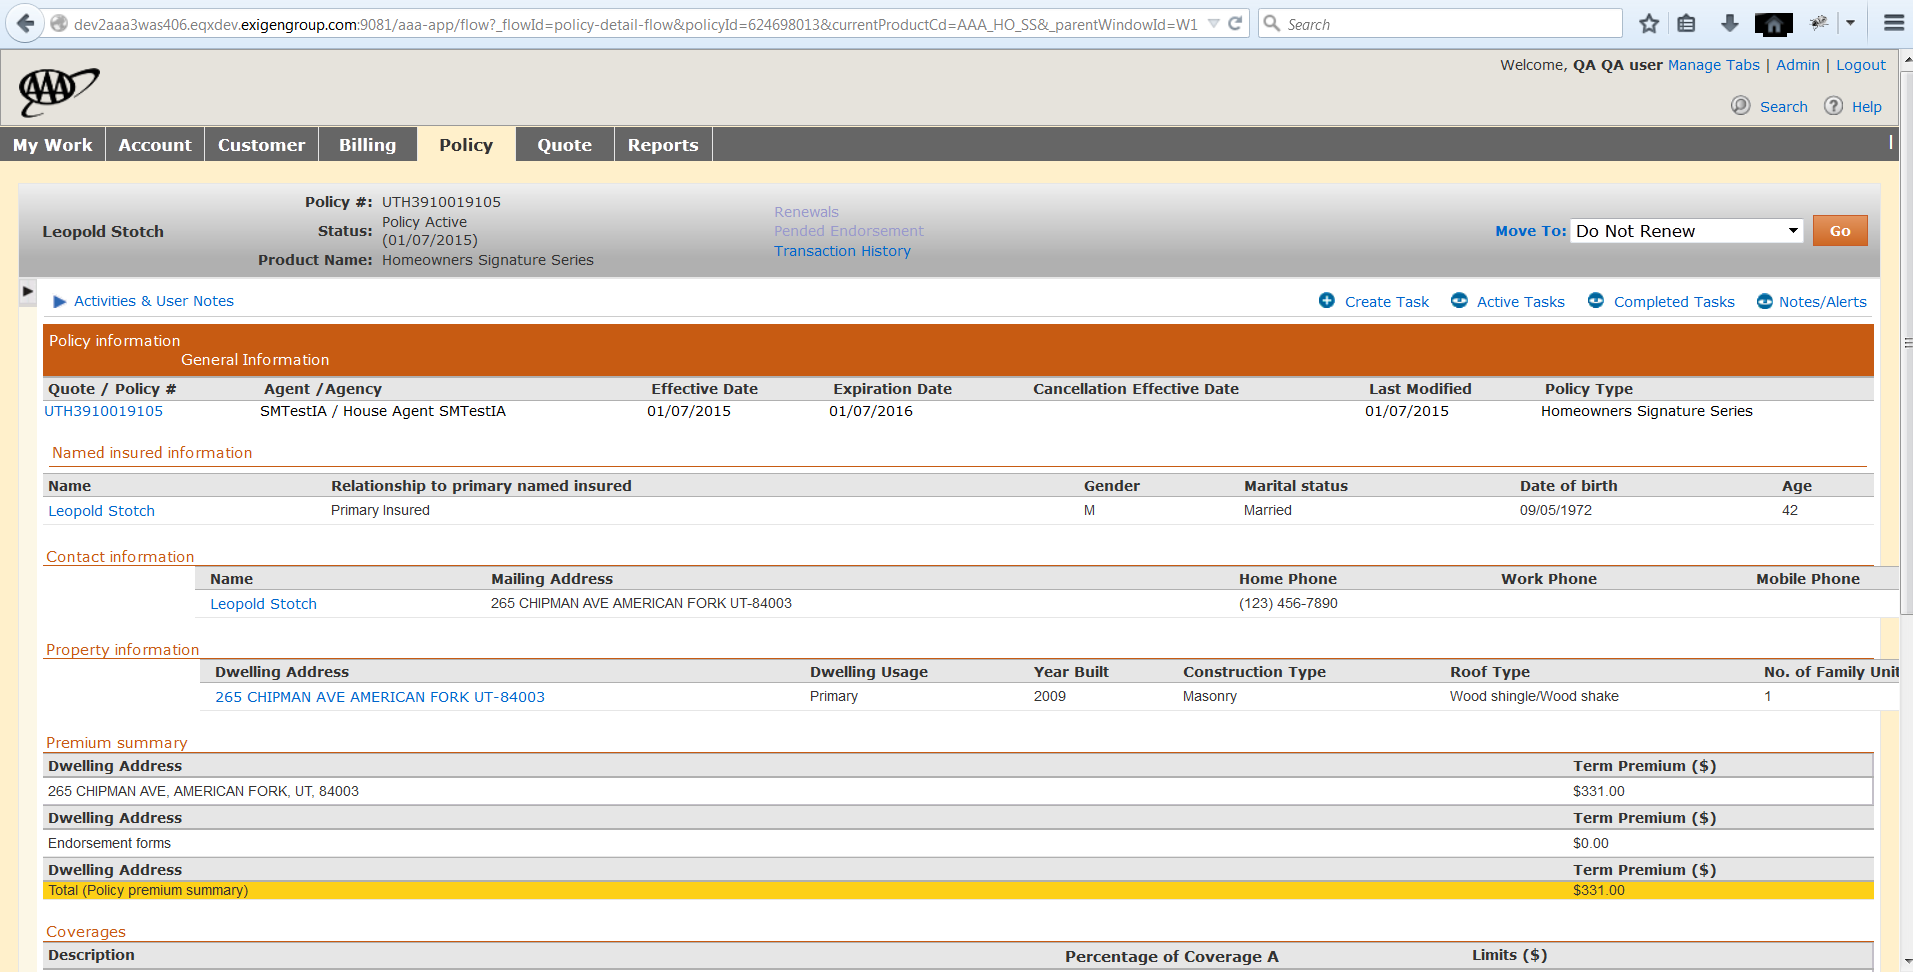 dev2aaa3was406.eqxdev.exigengroup.com:9081/aaa-app/flow?_flowId=policy-detail-flow&policyId=624698013&currentProductCd=AAA_HO_SS&_parentWindowId=W1 Search
AAA
Welcome, QA QA user Manage Tabs | Admin | Logout
Search ? Help
My Work Account Customer Billing Policy Quote Reports
Leopold Stotch
Policy #: UTH3910019105
Status: Policy Active
(01/07/2015)
Product Name: Homeowners Signature Series
Renewals
Pended Endorsement
Transaction History
Move To: Do Not Renew Go
Activities & User Notes Create Task Active Tasks Completed Tasks Notes/Alerts
Policy information
General Information
Quote / Policy # Agent /Agency Effective Date Expiration Date Cancellation Effective Date Last Modified Policy Type
UTH3910019105 SMTestIA / House Agent SMTestIA 01/07/2015 01/07/2016 01/07/2015 Homeowners Signature Series
Named insured information
Name Relationship to primary named insured Gender Marital status Date of birth Age
Leopold Stotch Primary Insured M Married 09/05/1972 42
Contact information
Name Mailing Address Home Phone Work Phone Mobile Phone
Leopold Stotch 265 CHIPMAN AVE AMERICAN FORK UT-84003 (123) 456-7890
Property information
Dwelling Address Dwelling Usage Year Built Construction Type Roof Type No. of Family Unit
265 CHIPMAN AVE AMERICAN FORK UT-84003 Primary 2009 Masonry Wood shingle/Wood shake 1
Premium summary
Dwelling Address Term Premium ($)
265 CHIPMAN AVE, AMERICAN FORK, UT, 84003 $331.00
Dwelling Address Term Premium ($)
Endorsement forms $0.00
Dwelling Address Term Premium ($)
Total (Policy premium summary) $331.00
Coverages
Description Percentage of Coverage A Limits ($)